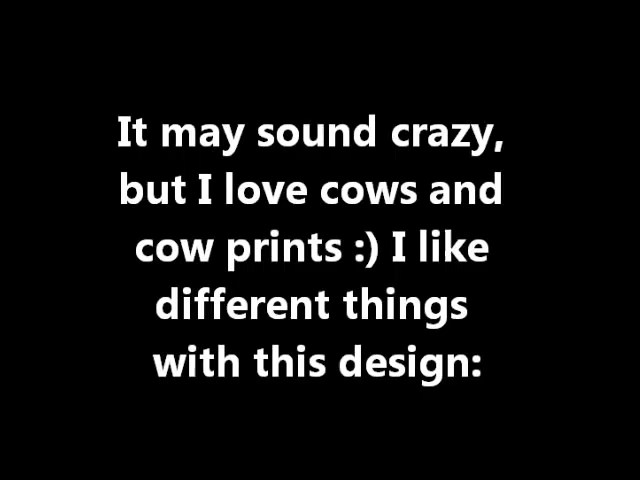 It may sound crazy,
but I love cows and
cow prints :) I like
different things
with this design: